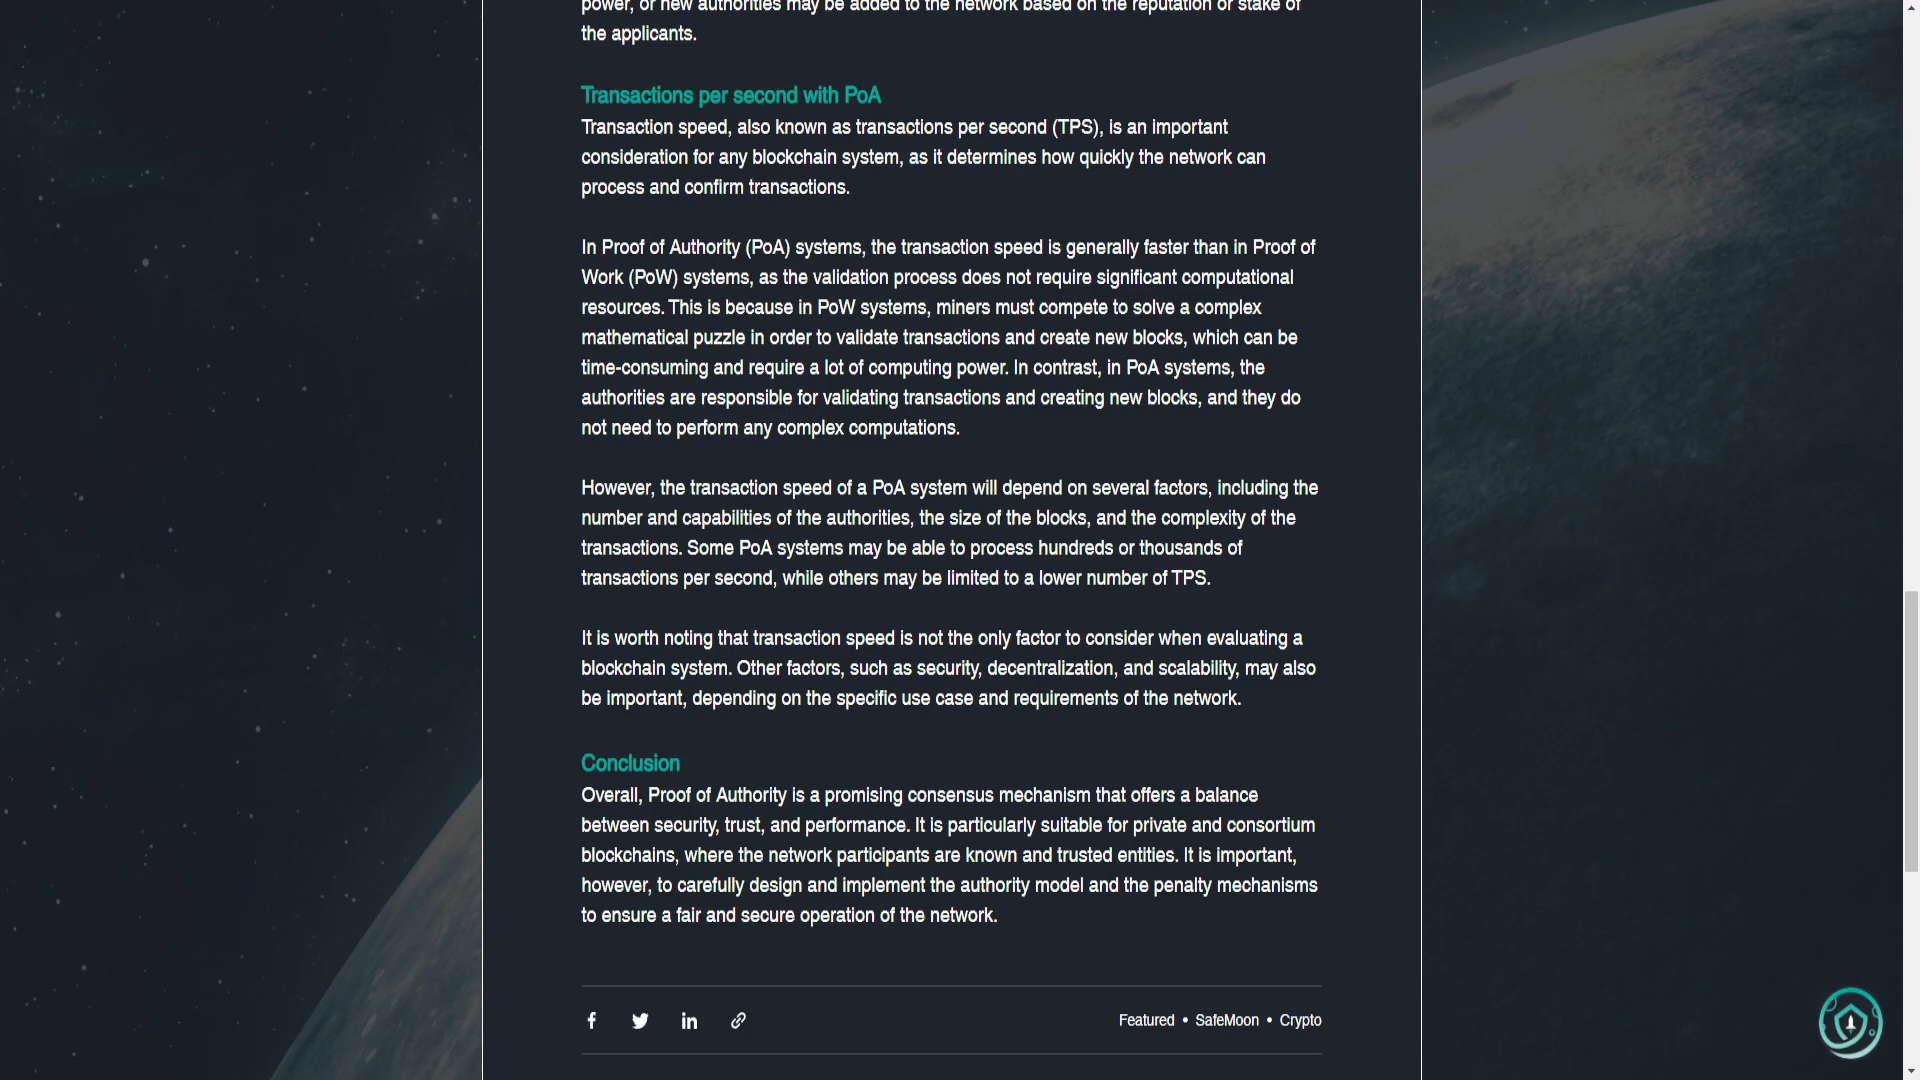 power, or new authorities may be added to the network based on the reputation or stake of
the applicants.
Transactions per second with PoA
Transaction speed, also known as transactions per second (TPS), is an important
consideration for any blockchain system, as it determines how quickly the network can
process and confirm transactions.
In Proof of Authority (PoA) systems, the transaction speed is generally faster than in Proof of
Work (PoW) systems, as the validation process does not require significant computational
resources. This is because in PoW systems, miners must compete to solve a complex
mathematical puzzle in order to validate transactions and create new blocks, which can be
time-consuming and require a lot of computing power. In contrast, in PoA systems, the
authorities are responsible for validating transactions and creating new blocks, and they do
not need to perform any complex computations.
However, the transaction speed of a PoA system will depend on several factors, including the
number and capabilities of the authorities, the size of the blocks, and the complexity of the
transactions. Some PoA systems may be able to process hundreds or thousands of
transactions per second, while others may be limited to a lower number of TPS.
It is worth noting that transaction speed is not the only factor to consider when evaluating a
blockchain system. Other factors, such as security, decentralization, and scalability, may also
be important, depending on the specific use case and requirements of the network.
Conclusion
Overall, Proof of Authority is a promising consensus mechanism that offers a balance
between security, trust, and performance. It is particularly suitable for private and consortium
blockchains, where the network participants are known and trusted entities. It is important,
however, to carefully design and implement the authority model and the penalty mechanisms
to ensure a fair and secure operation of the network.
Featured • SafeMoon • Crypto